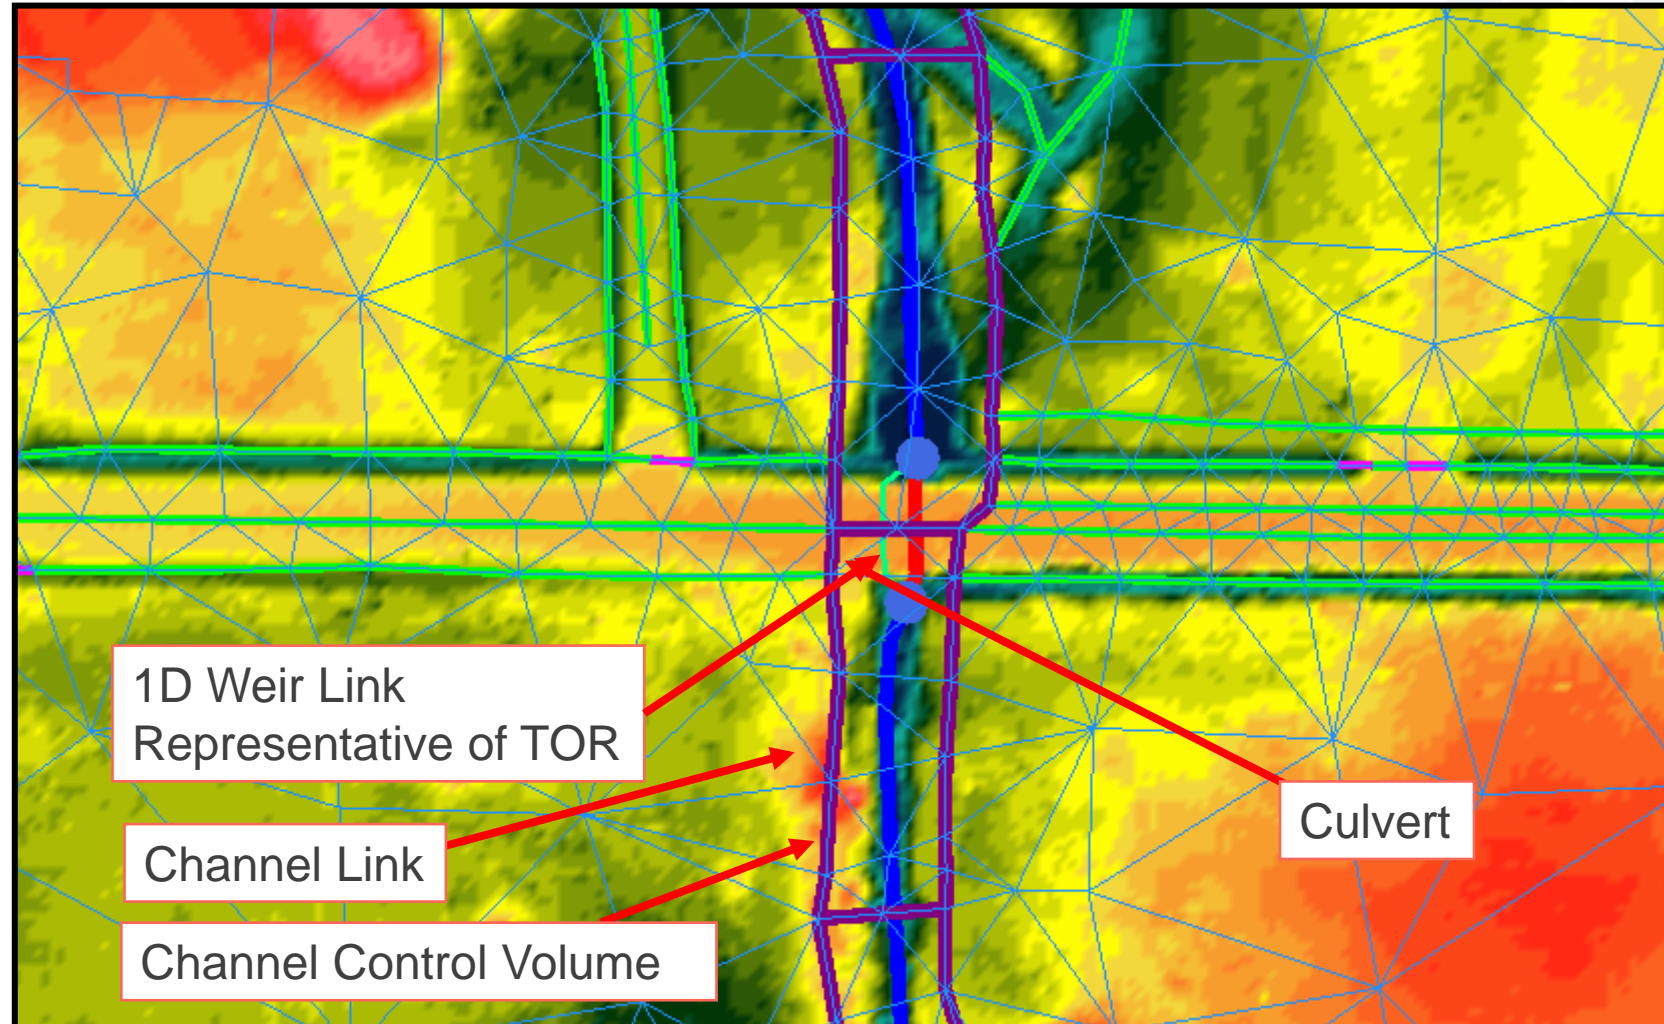 1D Weir Link
Representative of TOR
Channel Link
Culvert
Channel Control Volume